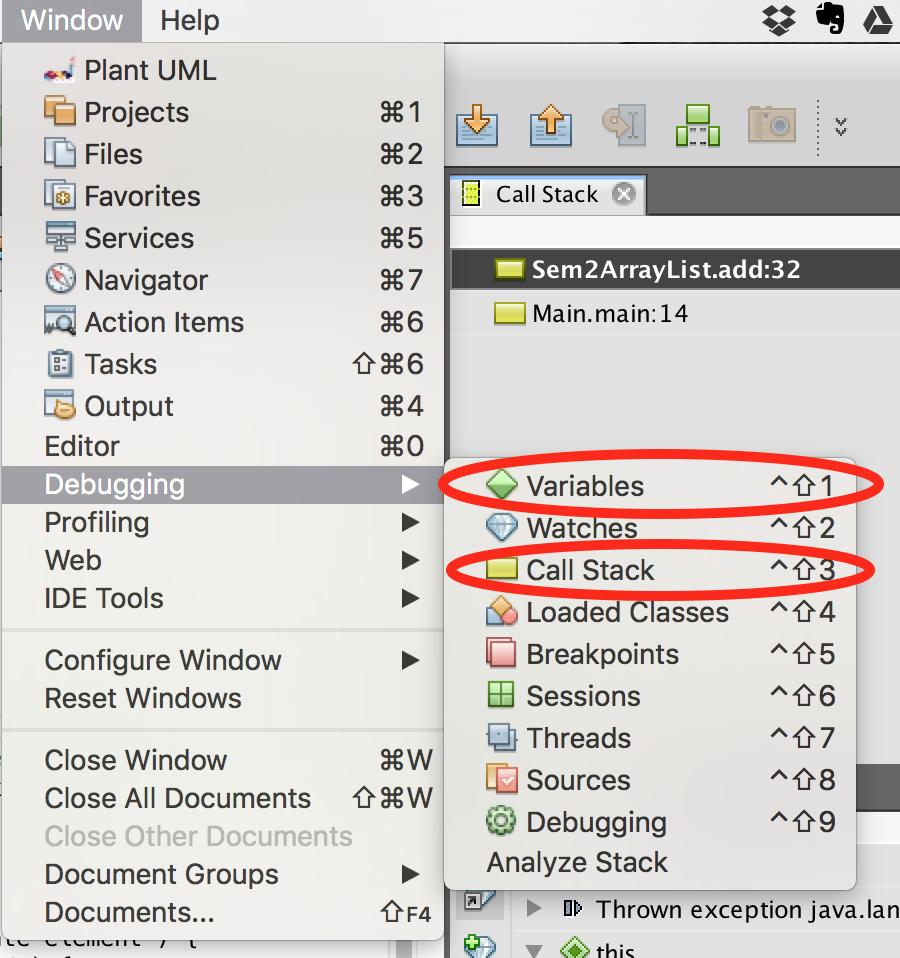 Window Help
Plant UML
Projects ⌘1
Files ⌘2
Favorites ⌘3
Services ⌘5
Navigator ⌘7
Action Items ⌘6
Tasks ⇧⌘6
Output ⌘4
Editor ⌘0
Debugging ▶
Profiling ▶
Web ▶
IDE Tools ▶
Configure Window ▶
Reset Windows
Close Window ⌘W
Close All Documents ⇧⌘W
Close Other Documents
Document Groups ▶
Documents... ⇧F4
Call Stack
Sem2ArrayList.add:32
Main.main:14
Variables ^⇧1
Watches ^⇧2
Call Stack ^⇧3
Loaded Classes ^⇧4
Breakpoints ^⇧5
Sessions ^⇧6
Threads ^⇧7
Sources ^⇧8
Debugging ^⇧9
Analyze Stack
Thrown exception java.lan
this